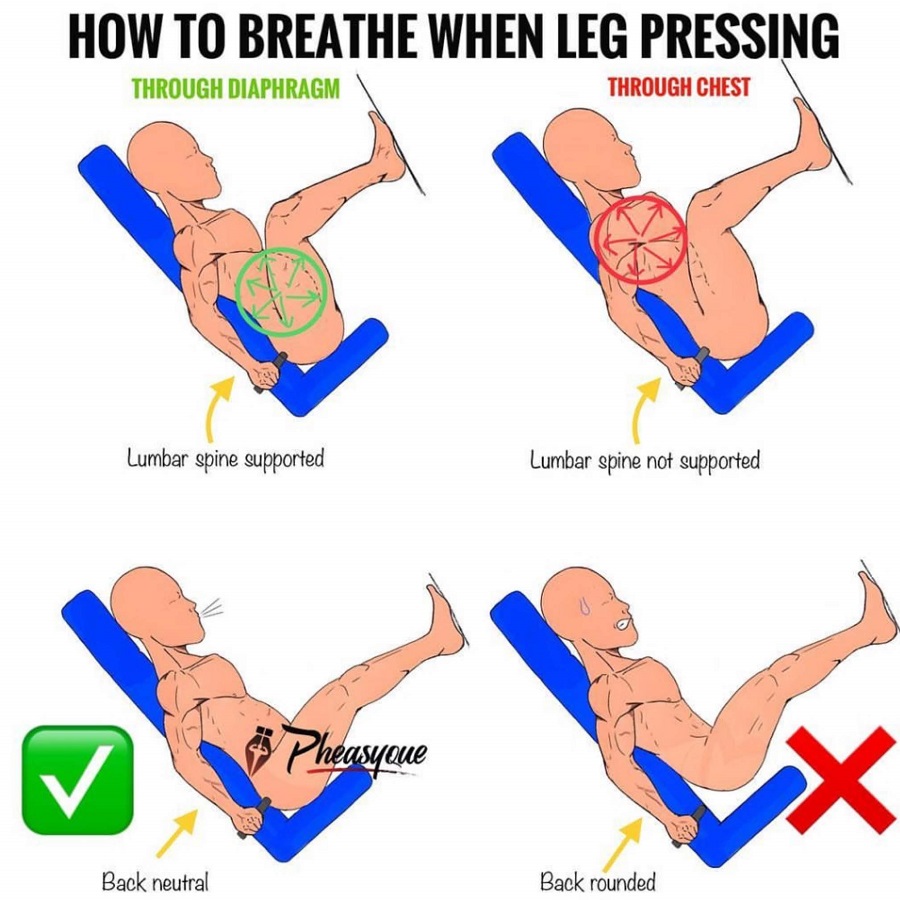 HOW TO BREATHE WHEN LEG PRESSING
THROUGH DIAPHRAGM
THROUGH CHEST
Lumbar spine supported
Lumbar spine not supported
Pheasyque
Back neutral
Back rounded